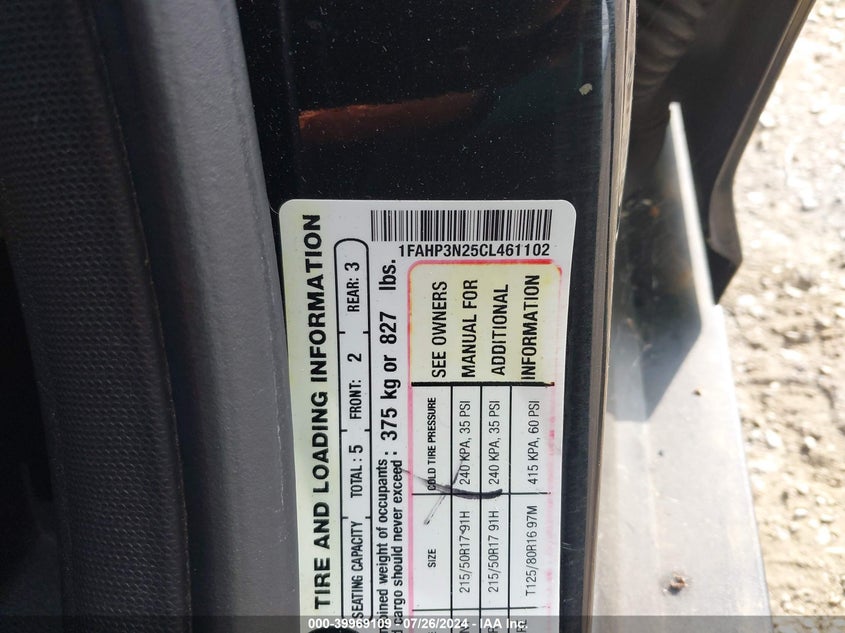 TIRE AND LOADING INFORMATION
SEATING CAPACITY TOTAL: 5 FRONT: 2 REAR: 3
weight of occupants
cargo should never exceed : 375 kg or 827 lbs.
SIZE COLD TIRE PRESSURE
215/50R17 91H 240 KPA, 35 PSI
215/50R17 91H 240 KPA, 35 PSI
T125/80R16 97M 415 KPA, 60 PSI
SEE OWNERS
MANUAL FOR
ADDITIONAL
INFORMATION
1FAHP3N25CL461102
000-39969109 - 07/26/2024 - IAA Inc.